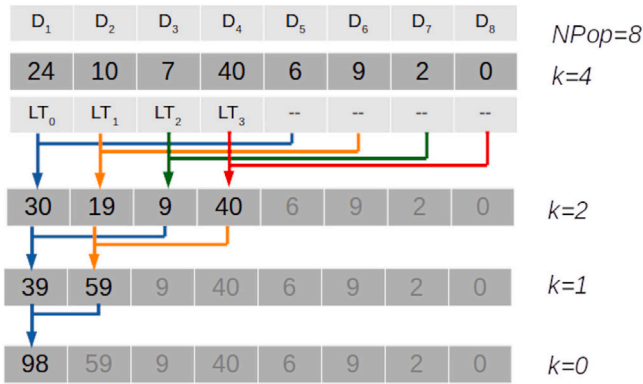 D₁ D₂ D₃ D₄ D₅ D₆ D₇ D₈ NPop=8
24 10 7 40 6 9 2 0 k=4
LT₀ LT₁ LT₂ LT₃ -- -- -- --
30 19 9 40 6 9 2 0 k=2
39 59 9 40 6 9 2 0 k=1
98 59 9 40 6 9 2 0 k=0